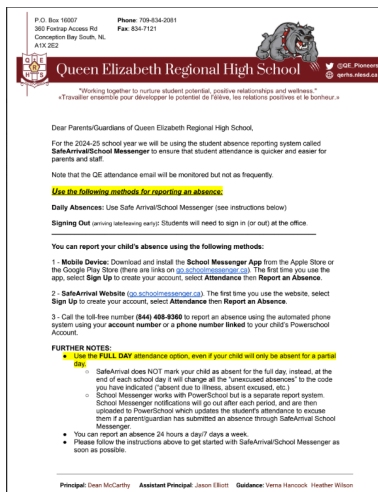 P.O. Box 16007
Phone: 709-834-2081
360 Foxtrap Access Rd
Fax: 834-7121
Conception Bay South, NL
A1X 2E2
Q E
R H S
Queen Elizabeth Regional High School
@QE_Pioneers
qerhs.nlesd.ca
"Working together to nurture student potential, positive relationships and wellness."
«Travailler ensemble pour développer le potentiel de l'élève, les relations positives et le bonheur.»
Dear Parents/Guardians of Queen Elizabeth Regional High School,
For the 2024-25 school year we will be using the student absence reporting system called
SafeArrival/School Messenger to ensure that student attendance is quicker and easier for
parents and staff.
Note that the QE attendance email will be monitored but not as frequently.
Use the following methods for reporting an absence:
Daily Absences: Use Safe Arrival/School Messenger (see instructions below)
Signing Out (arriving late/leaving early): Students will need to sign in (or out) at the office.
You can report your child's absence using the following methods:
1 - Mobile Device: Download and install the School Messenger App from the Apple Store or
the Google Play Store (there are links on go.schoolmessenger.ca). The first time you use the
app, select Sign Up to create your account, select Attendance then Report an Absence.
2 - SafeArrival Website (go.schoolmessenger.ca). The first time you use the website, select
Sign Up to create your account, select Attendance then Report an Absence.
3 - Call the toll-free number (844) 408-9360 to report an absence using the automated phone
system using your account number or a phone number linked to your child's Powerschool
Account.
FURTHER NOTES:
● Use the FULL DAY attendance option, even if your child will only be absent for a partial
day.
○ SafeArrival does NOT mark your child as absent for the full day, instead, at the
end of each school day it will change all the "unexcused absences" to the code
you have indicated ("absent due to illness, absent excused, etc.)
○ School Messenger works with PowerSchool but is a separate report system.
School Messenger notifications will go out after each period, and are then
uploaded to PowerSchool which updates the student's attendance to excuse
them if a parent/guardian has submitted an absence through SafeArrival School
Messenger.
● You can report an absence 24 hours a day/7 days a week.
● Please follow the instructions above to get started with SafeArrival/School Messenger as
soon as possible.
Principal: Dean McCarthy Assistant Principal: Jason Elliott Guidance: Verna Hancock Heather Wilson